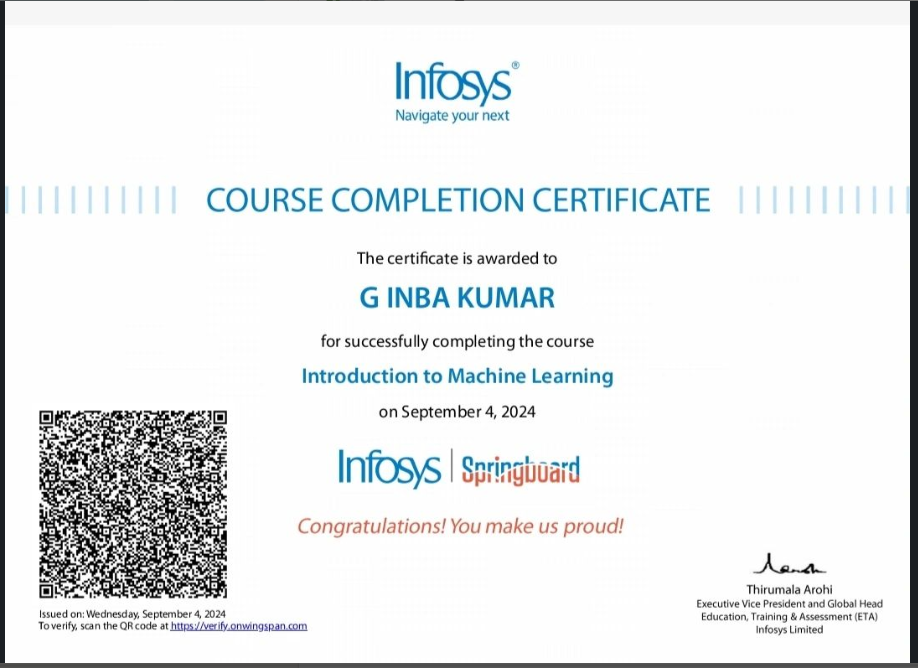 Infosys®
Navigate your next
COURSE COMPLETION CERTIFICATE
The certificate is awarded to
G INBA KUMAR
for successfully completing the course
Introduction to Machine Learning
on September 4, 2024
Infosys | Springboard
Congratulations! You make us proud!
Issued on: Wednesday, September 4, 2024
To verify, scan the QR code at https://verify.onwingspan.com
Thirumala Arohi
Executive Vice President and Global Head
Education, Training & Assessment (ETA)
Infosys Limited